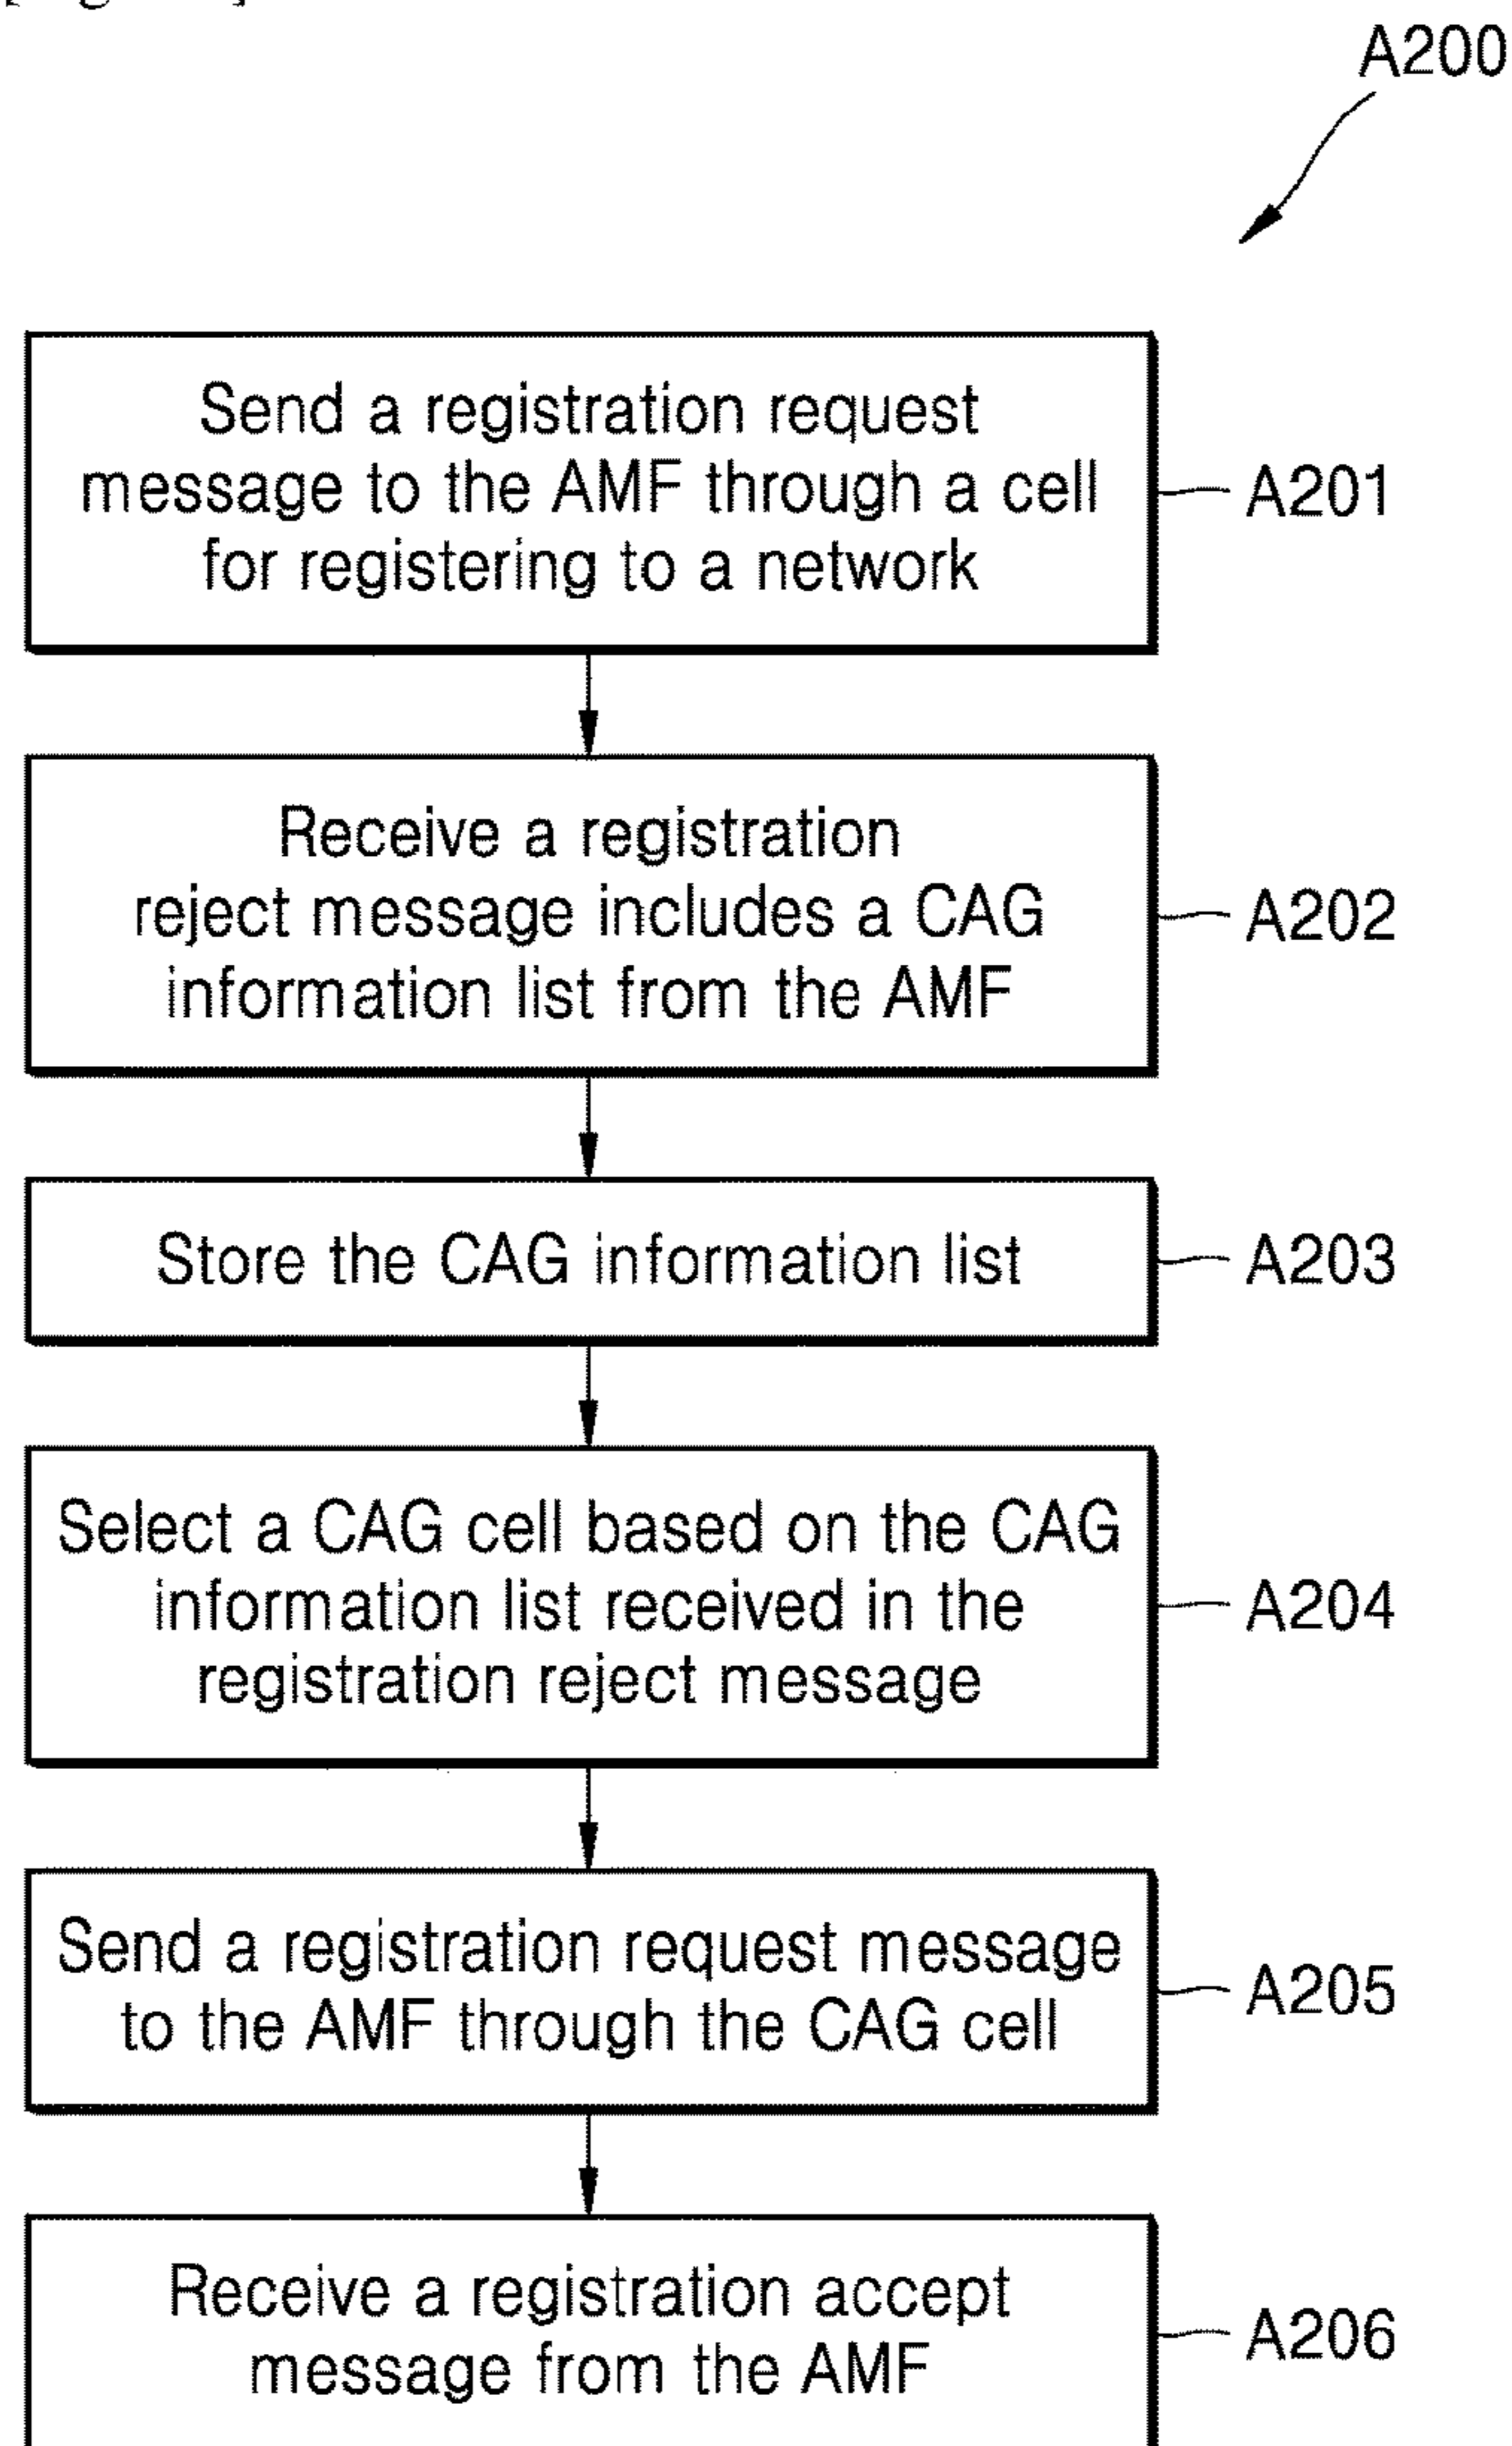 A200
Send a registration request
message to the AMF through a cell
for registering to a network
A201
Receive a registration
reject message includes a CAG
information list from the AMF
A202
Store the CAG information list
A203
Select a CAG cell based on the CAG
information list received in the
registration reject message
A204
Send a registration request message
to the AMF through the CAG cell
A205
Receive a registration accept
message from the AMF
A206